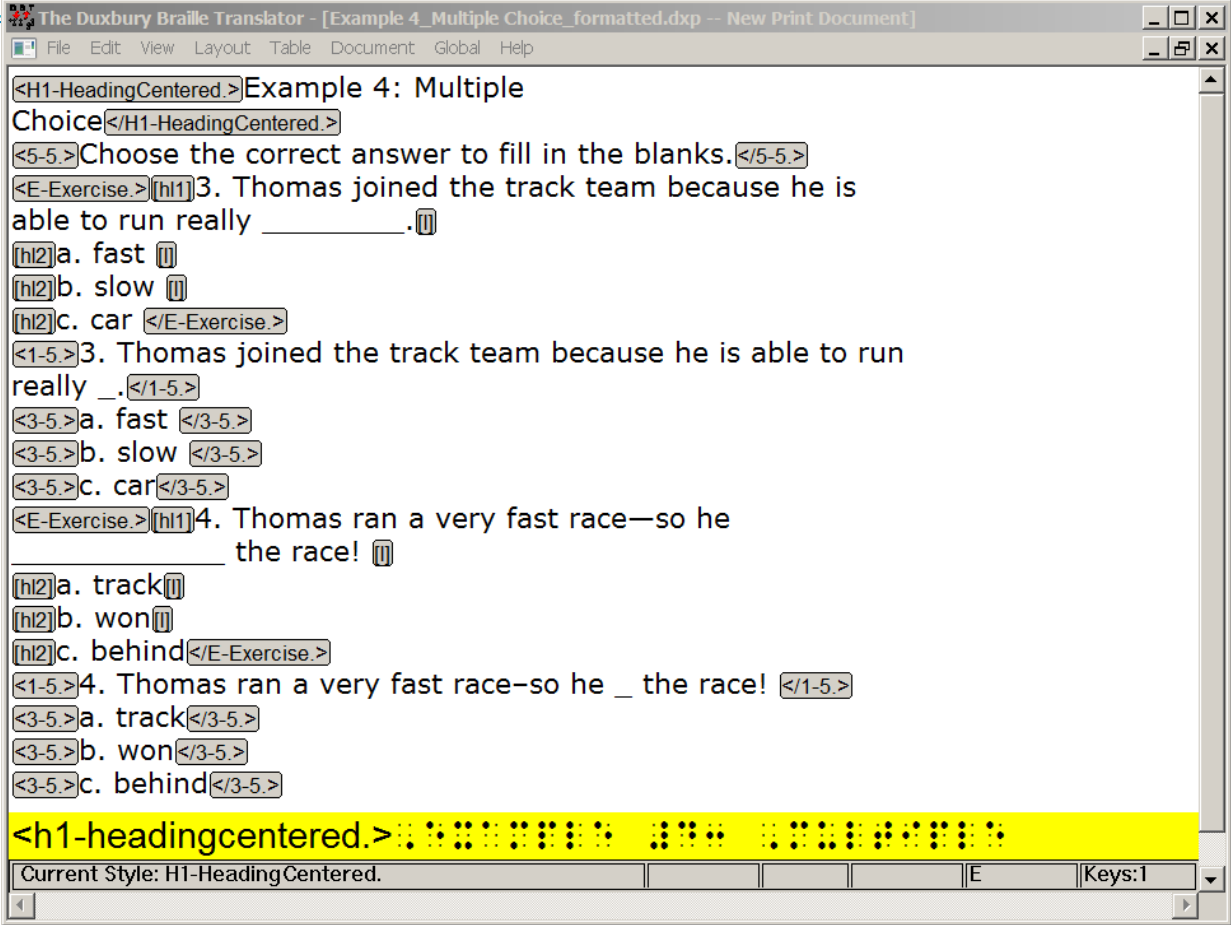 The Duxbury Braille Translator - [Example 4_Multiple Choice_formatted.dxp -- New Print Document]
File Edit View Layout Table Document Global Help
<H1-HeadingCentered.>Example 4: Multiple
Choice</H1-HeadingCentered.>
<5-5.>Choose the correct answer to fill in the blanks.</5-5.>
<E-Exercise.>[hl1]3. Thomas joined the track team because he is
able to run really _________.[l]
[hl2]a. fast [l]
[hl2]b. slow [l]
[hl2]c. car </E-Exercise.>
<1-5.>3. Thomas joined the track team because he is able to run
really _.</1-5.>
<3-5.>a. fast </3-5.>
<3-5.>b. slow </3-5.>
<3-5.>c. car</3-5.>
<E-Exercise.>[hl1]4. Thomas ran a very fast race—so he
_____________ the race! [l]
[hl2]a. track[l]
[hl2]b. won[l]
[hl2]c. behind</E-Exercise.>
<1-5.>4. Thomas ran a very fast race–so he _ the race! </1-5.>
<3-5.>a. track</3-5.>
<3-5.>b. won</3-5.>
<3-5.>c. behind</3-5.>
<h1-headingcentered.>⠠⠑⠭⠁⠍⠏⠇⠑ ⠼⠙⠒ ⠠⠍⠥⠇⠞⠊⠏⠇⠑
Current Style: H1-HeadingCentered. E Keys:1